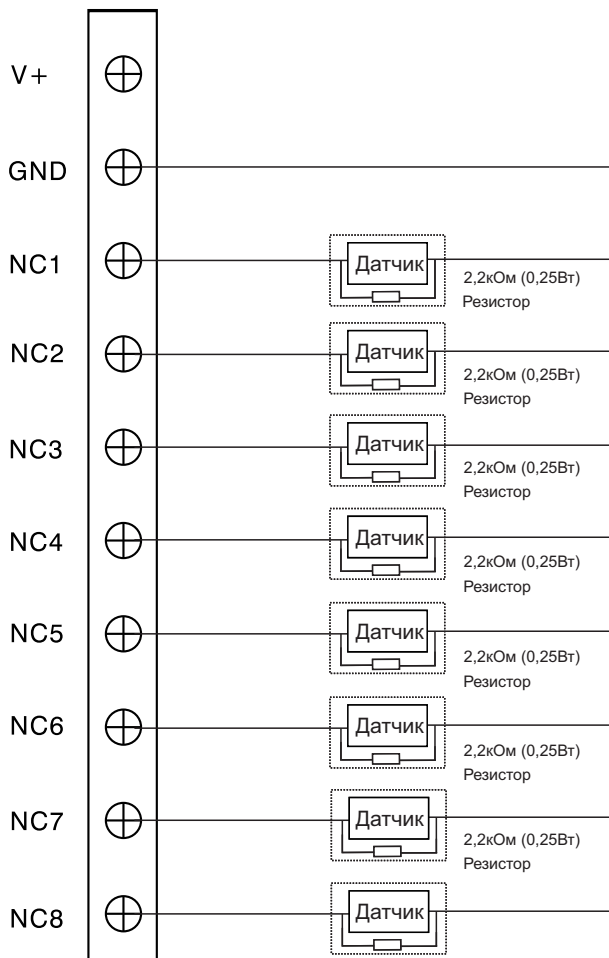 V+
GND
NC1
Датчик
2,2кОм (0,25Вт)
Резистор
NC2
Датчик
2,2кОм (0,25Вт)
Резистор
NC3
Датчик
2,2кОм (0,25Вт)
Резистор
NC4
Датчик
2,2кОм (0,25Вт)
Резистор
NC5
Датчик
2,2кОм (0,25Вт)
Резистор
NC6
Датчик
2,2кОм (0,25Вт)
Резистор
NC7
Датчик
2,2кОм (0,25Вт)
Резистор
NC8
Датчик